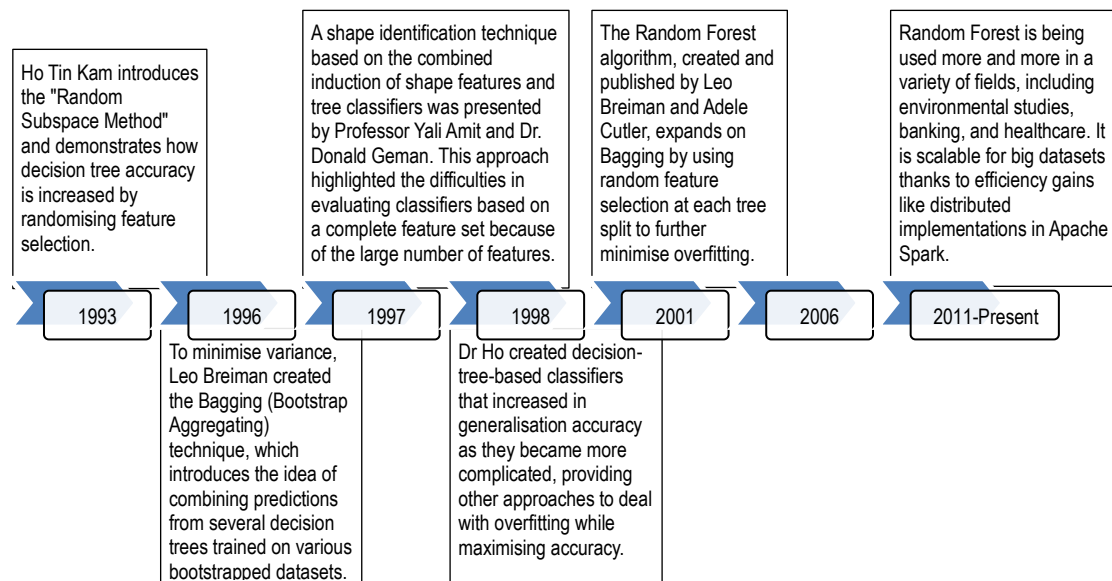 Ho Tin Kam introduces
the "Random
Subspace Method"
and demonstrates how
decision tree accuracy
is increased by
randomising feature
selection.
A shape identification technique
based on the combined
induction of shape features and
tree classifiers was presented
by Professor Yali Amit and Dr.
Donald Geman. This approach
highlighted the difficulties in
evaluating classifiers based on
a complete feature set because
of the large number of features.
The Random Forest
algorithm, created and
published by Leo
Breiman and Adele
Cutler, expands on
Bagging by using
random feature
selection at each tree
split to further
minimise overfitting.
Random Forest is being
used more and more in a
variety of fields, including
environmental studies,
banking, and healthcare. It
is scalable for big datasets
thanks to efficiency gains
like distributed
implementations in Apache
Spark.
1993
1996
1997
1998
2001
2006
2011-Present
To minimise variance,
Leo Breiman created
the Bagging (Bootstrap
Aggregating)
technique, which
introduces the idea of
combining predictions
from several decision
trees trained on various
bootstrapped datasets.
Dr Ho created decision-
tree-based classifiers
that increased in
generalisation accuracy
as they became more
complicated, providing
other approaches to deal
with overfitting while
maximising accuracy.